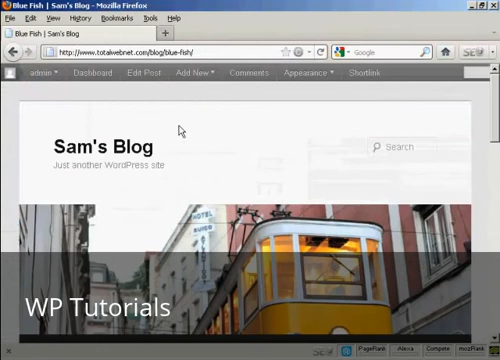 Blue Fish | Sam's Blog - Mozilla Firefox
File Edit View History Bookmarks Tools Help
Blue Fish | Sam's Blog +
http://www.totalwebnet.com/blog/blue-fish/ Google
admin Dashboard Edit Post Add New Comments Appearance Shortlink
Sam's Blog
Just another WordPress site
Search
HOTEL
WP Tutorials
PageRank Alexa Compete mozRank